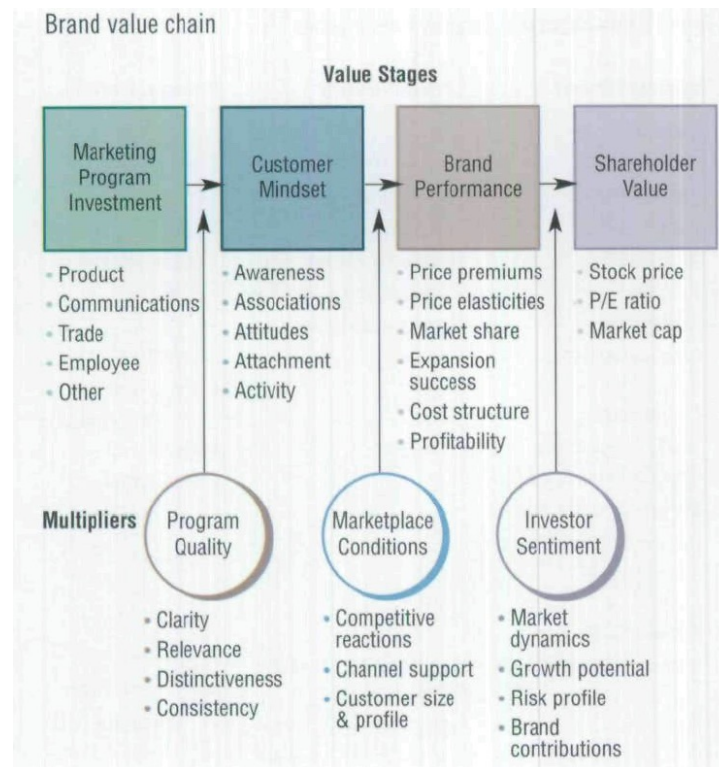 Brand value chain
Value Stages
Marketing
Program
Investment
Customer
Mindset
Brand
Performance
Shareholder
Value
• Product
• Communications
• Trade
• Employee
• Other
• Awareness
• Associations
• Attitudes
• Attachment
• Activity
• Price premiums
• Price elasticities
• Market share
• Expansion
success
• Cost structure
• Profitability
• Stock price
• P/E ratio
• Market cap
Multipliers
Program
Quality
Marketplace
Conditions
Investor
Sentiment
• Clarity
• Relevance
• Distinctiveness
• Consistency
• Competitive
reactions
• Channel support
• Customer size
& profile
• Market
dynamics
• Growth potential
• Risk profile
• Brand
contributions